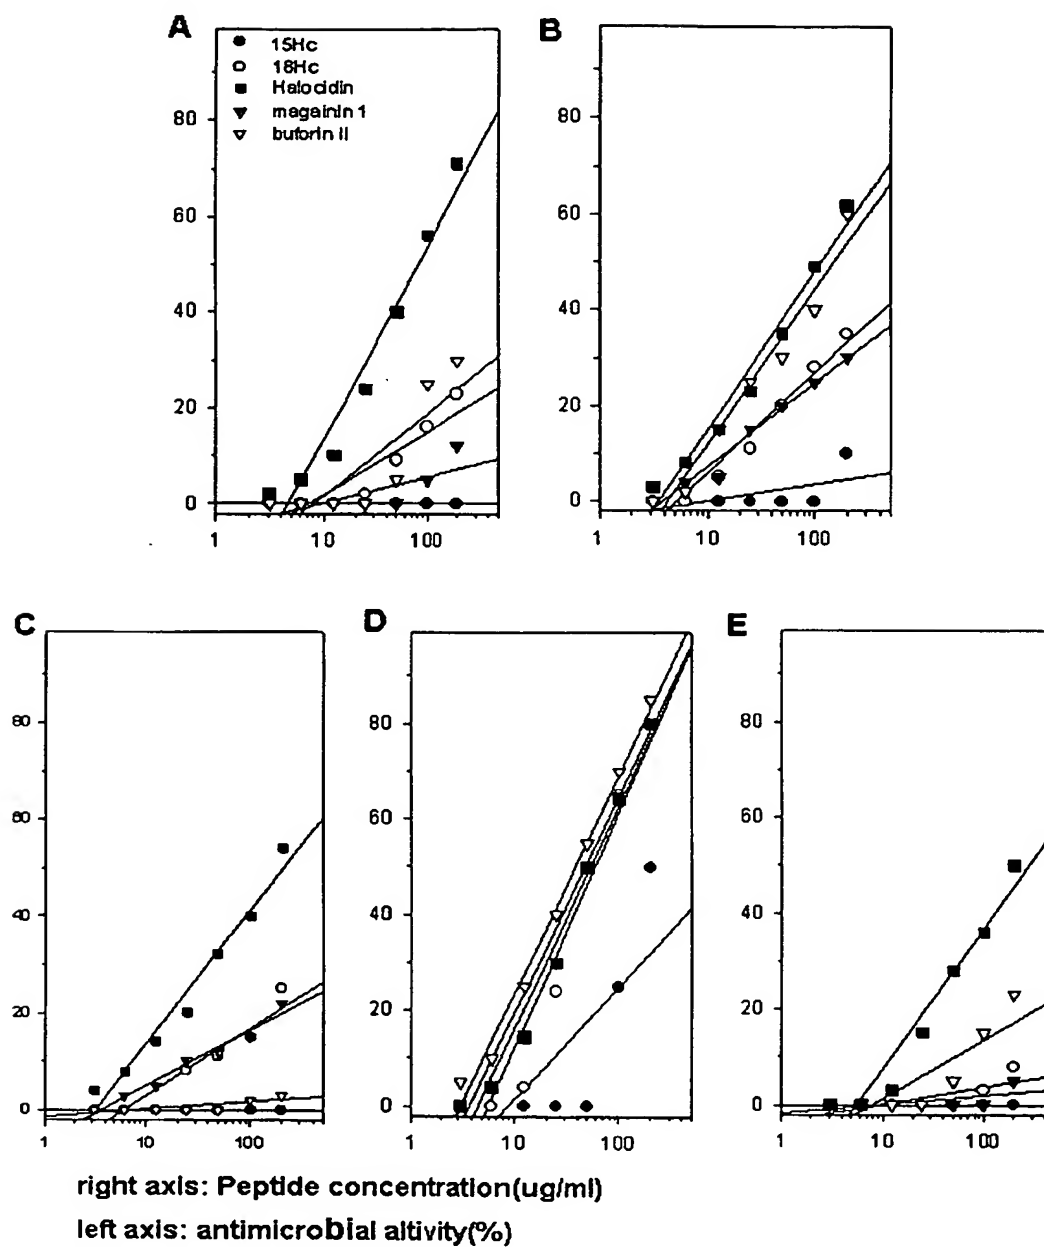 A
15Hc
18Hc
Halocidin
magainin 1
buforin II
80
60
40
20
0
1 10 100
B
80
60
40
20
0
1 10 100
C
80
60
40
20
0
1 10 100
D
80
60
40
20
0
1 10 100
E
80
60
40
20
0
1 10 100
right axis: Peptide concentration(ug/ml)
left axis: antimicrobial altivity(%)